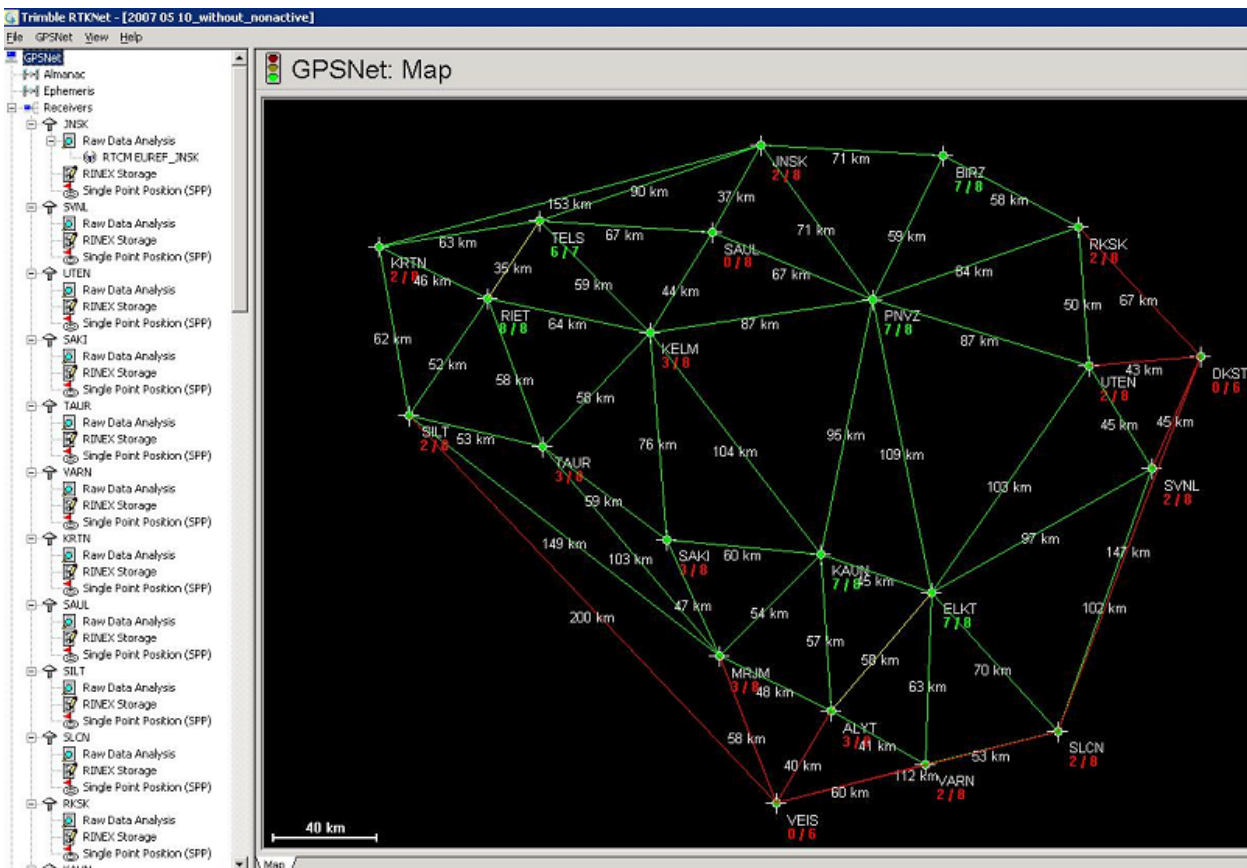 Trimble RTKNet - [2007 05 10_without_nonactive]
File GPSNet View Help
GPSNet
Almanac
Ephemeris
Receivers
JNSK
Raw Data Analysis
RTCM EUREF_JNSK
RINEX Storage
Single Point Position (SPP)
SVNL
Raw Data Analysis
RINEX Storage
Single Point Position (SPP)
UTEN
Raw Data Analysis
RINEX Storage
Single Point Position (SPP)
SAKI
Raw Data Analysis
RINEX Storage
Single Point Position (SPP)
TAUR
Raw Data Analysis
RINEX Storage
Single Point Position (SPP)
VARN
Raw Data Analysis
RINEX Storage
Single Point Position (SPP)
KRTN
Raw Data Analysis
RINEX Storage
Single Point Position (SPP)
SAUL
Raw Data Analysis
RINEX Storage
Single Point Position (SPP)
SILT
Raw Data Analysis
RINEX Storage
Single Point Position (SPP)
SLCN
Raw Data Analysis
RINEX Storage
Single Point Position (SPP)
RKSK
Raw Data Analysis
RINEX Storage
Single Point Position (SPP)
GPSNet: Map
71 km
JNSK
2/8
BIRZ
7/8
90 km
37 km
58 km
153 km
63 km
TELS
6/7
67 km
SAUL
0/8
71 km
59 km
RKSK
2/8
KRTN
2/8
46 km
35 km
59 km
44 km
67 km
84 km
67 km
50 km
RIET
8/8
64 km
87 km
PNVZ
7/8
87 km
62 km
KELM
3/8
52 km
58 km
58 km
UTEN
2/8
43 km
DKST
0/6
45 km
45 km
SILT
2/8
53 km
TAUR
3/8
76 km
104 km
95 km
109 km
103 km
SVNL
2/8
59 km
149 km
103 km
SAKI
3/8
60 km
KAUN
7/8
45 km
97 km
147 km
47 km
54 km
ELKT
7/8
102 km
200 km
57 km
58 km
MRJM
3/8
48 km
63 km
70 km
58 km
ALYT
3/8
41 km
SLCN
2/8
40 km
53 km
112 km
VARN
2/8
60 km
VEIS
0/6
40 km
Map